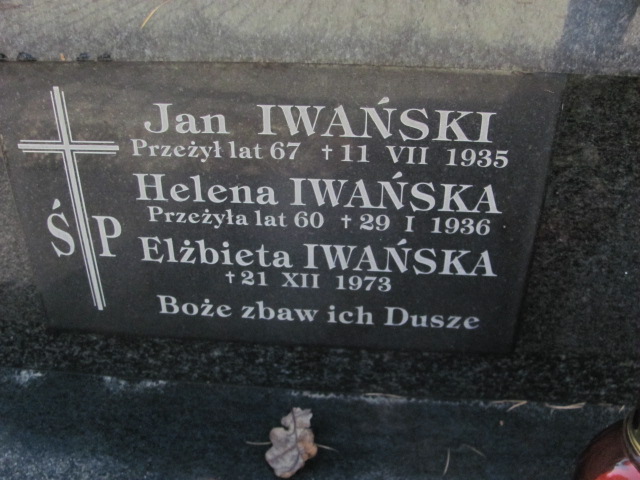 Jan IWAŃSKI
Przeżył lat 67 † 11 VII 1935
Helena IWAŃSKA
Przeżyła lat 60 † 29 I 1936
Ś P
Elżbieta IWAŃSKA
† 21 XII 1973
Boże zbaw ich Dusze